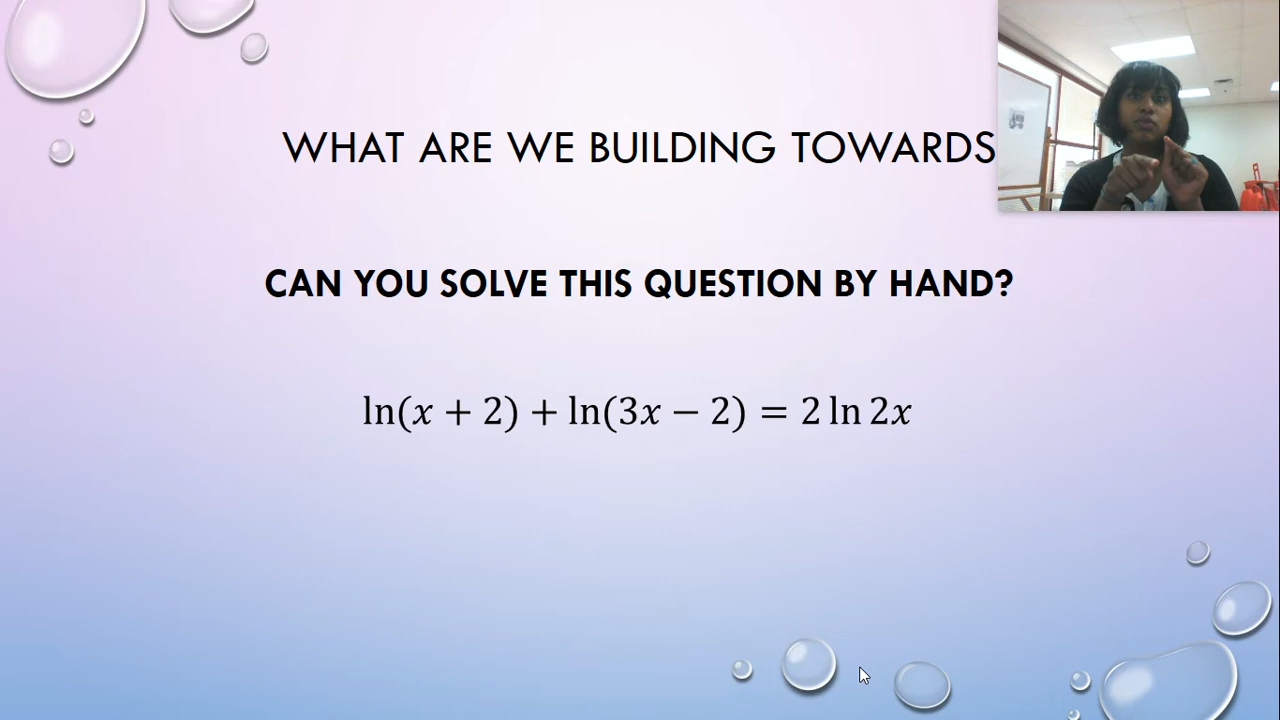 WHAT ARE WE BUILDING TOWARDS
CAN YOU SOLVE THIS QUESTION BY HAND?
ln(x + 2) + ln(3x − 2) = 2 ln 2x